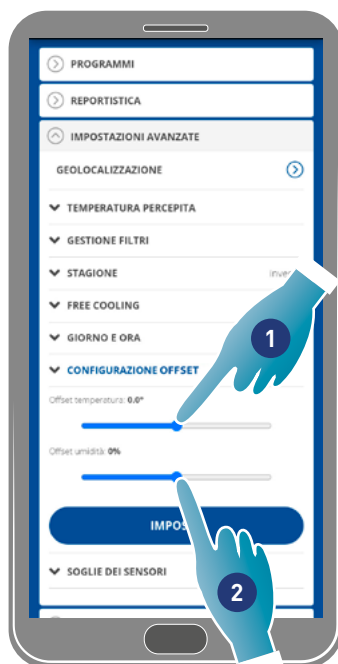 PROGRAMMI
REPORTISTICA
IMPOSTAZIONI AVANZATE
GEOLOCALIZZAZIONE
TEMPERATURA PERCEPITA
GESTIONE FILTRI
STAGIONE
FREE COOLING
GIORNO E ORA
1
CONFIGURAZIONE OFFSET
Offset temperatura: 0.0°
Offset umidità: 0%
SOGLIE DEI SENSORI
2